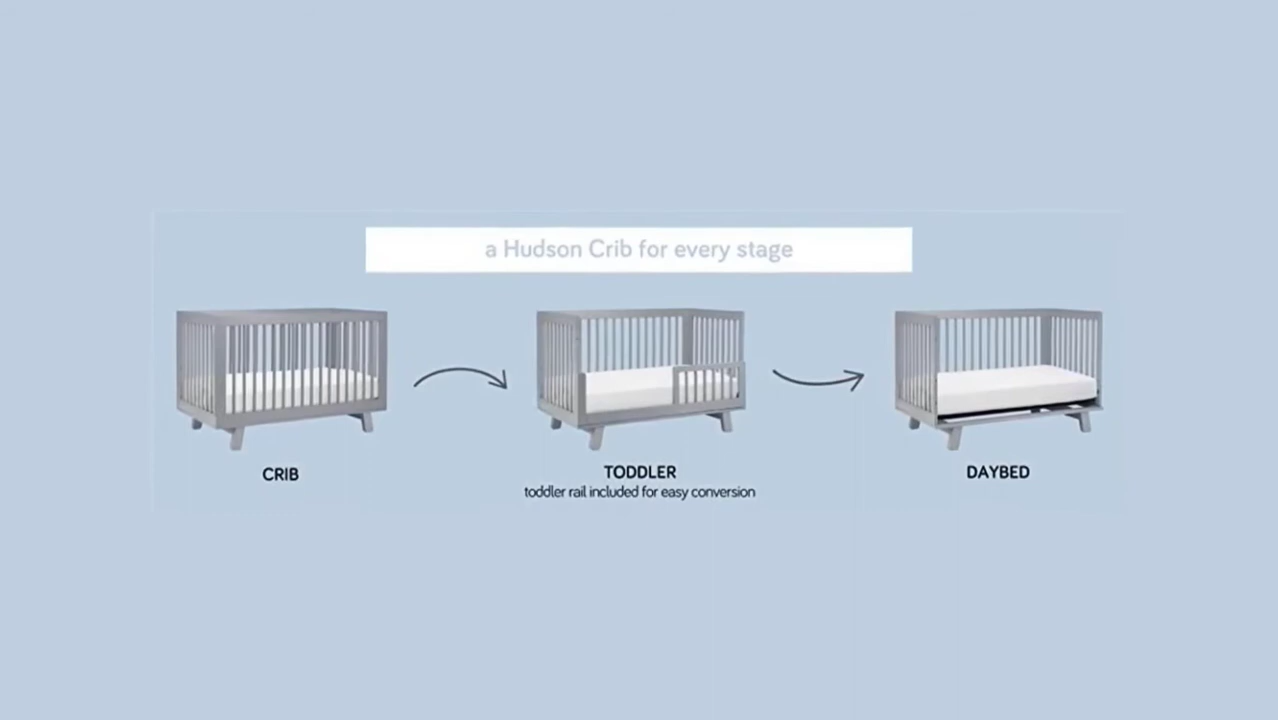 a Hudson Crib for every stage
CRIB
TODDLER
toddler rail included for easy conversion
DAYBED